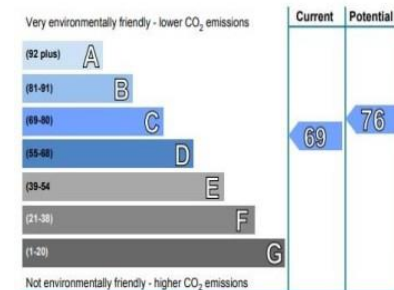 Current Potential
Very environmentally friendly - lower CO₂ emissions
(92 plus) A
(81-91) B
(69-80) C
(55-68) D
(39-54 E
(21-38) F
(1-20) G
69
76
Not environmentally friendly - higher CO₂ emissions